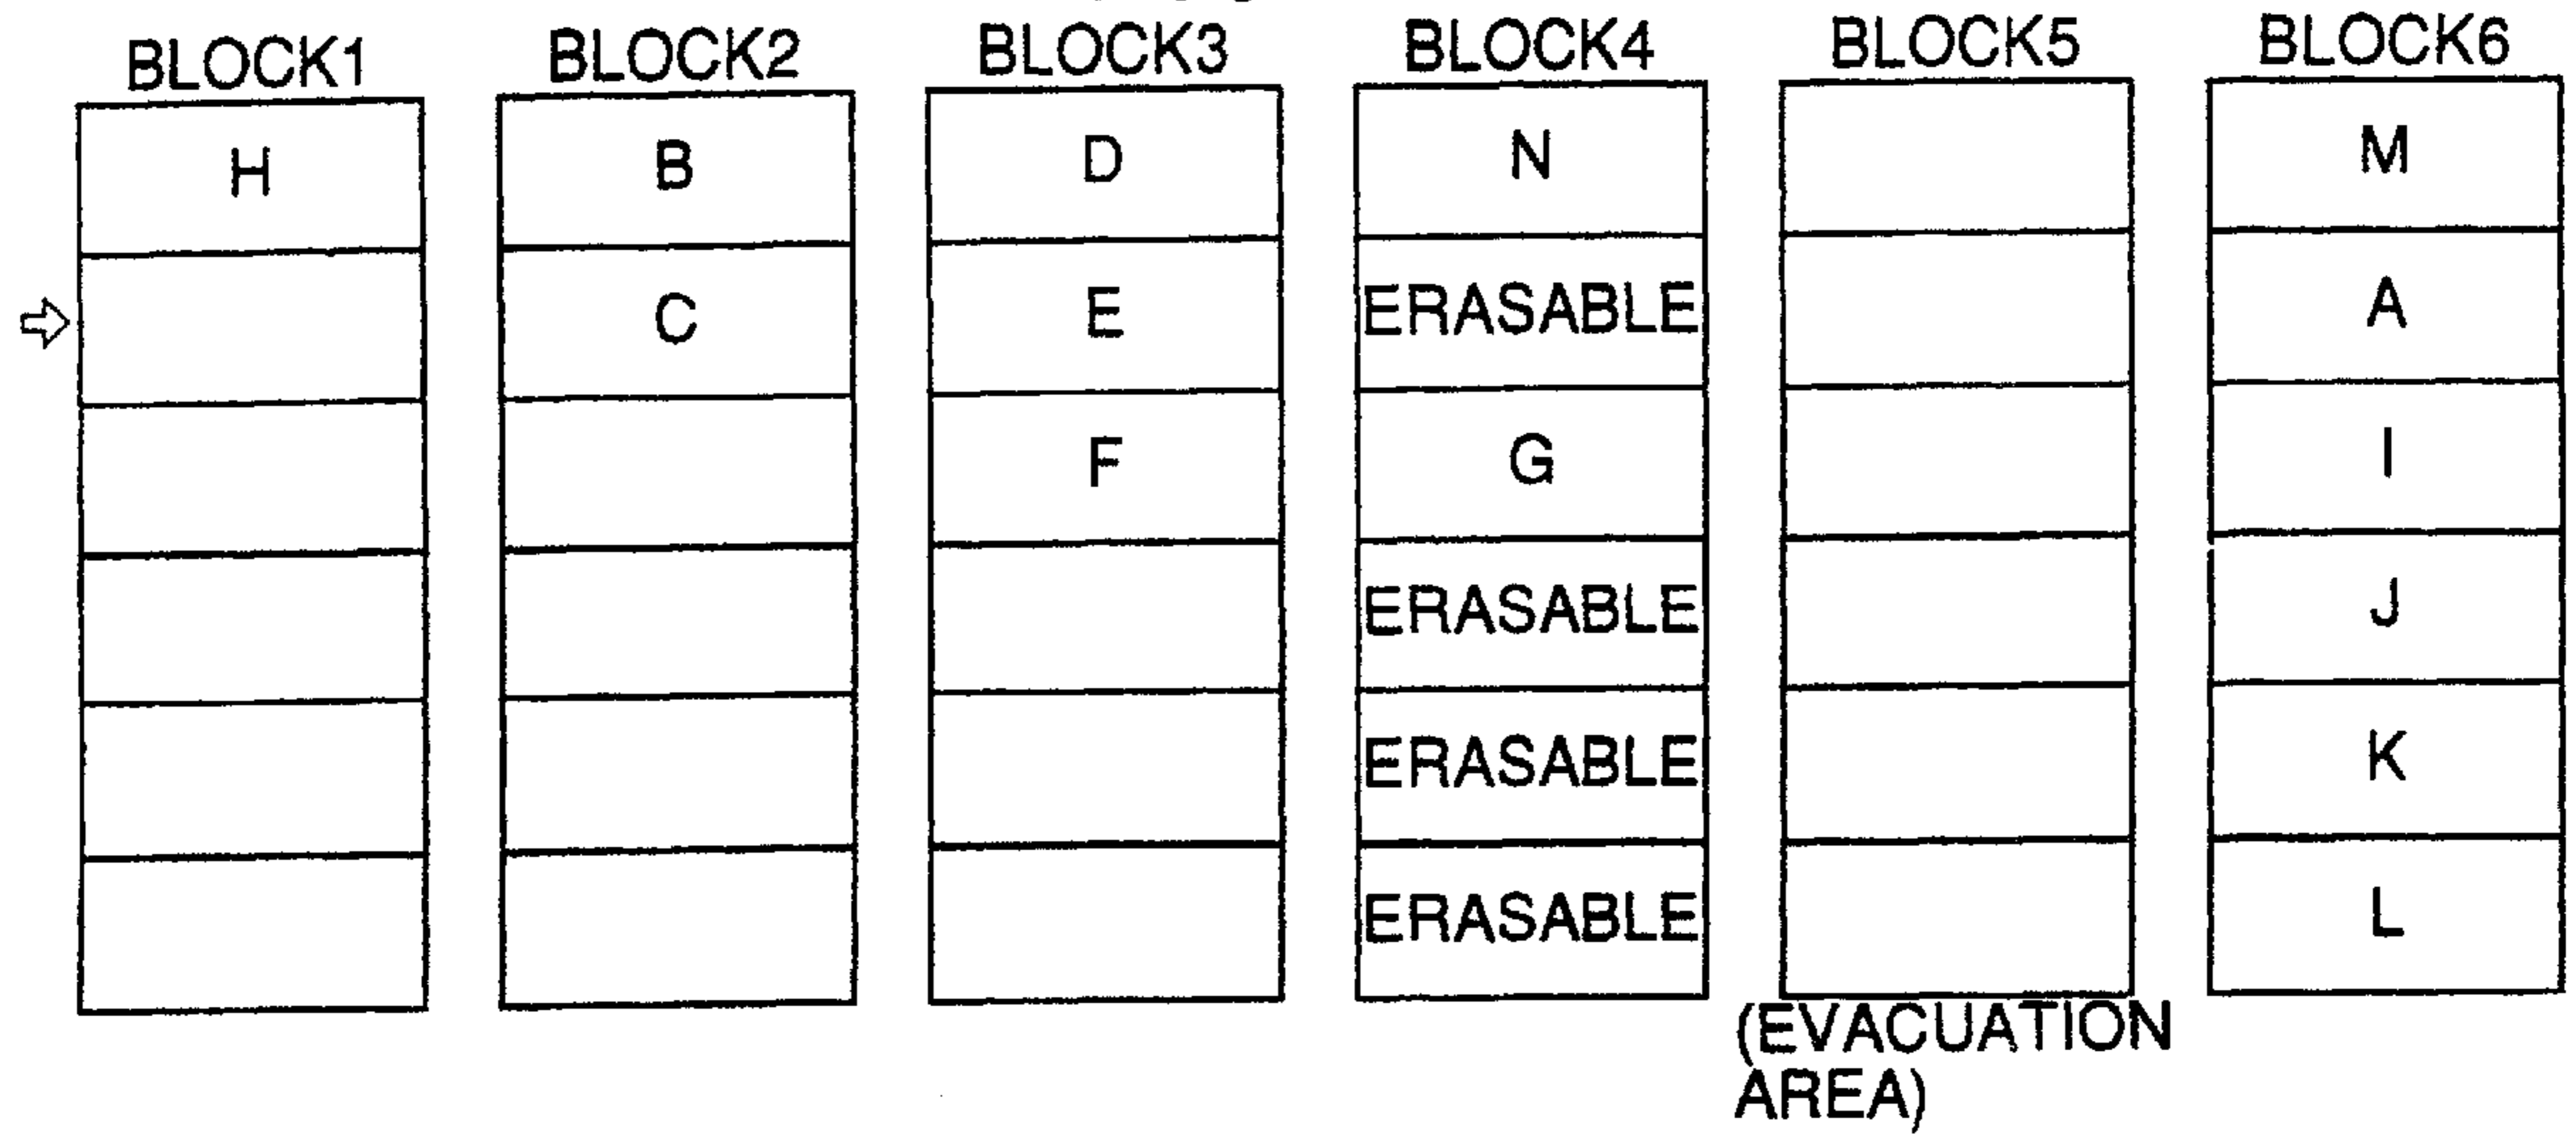 BLOCK1 BLOCK2 BLOCK3 BLOCK4 BLOCK5 BLOCK6
H B D N M
C E ERASABLE A
F G I
ERASABLE J
ERASABLE K
ERASABLE L
(EVACUATION
AREA)